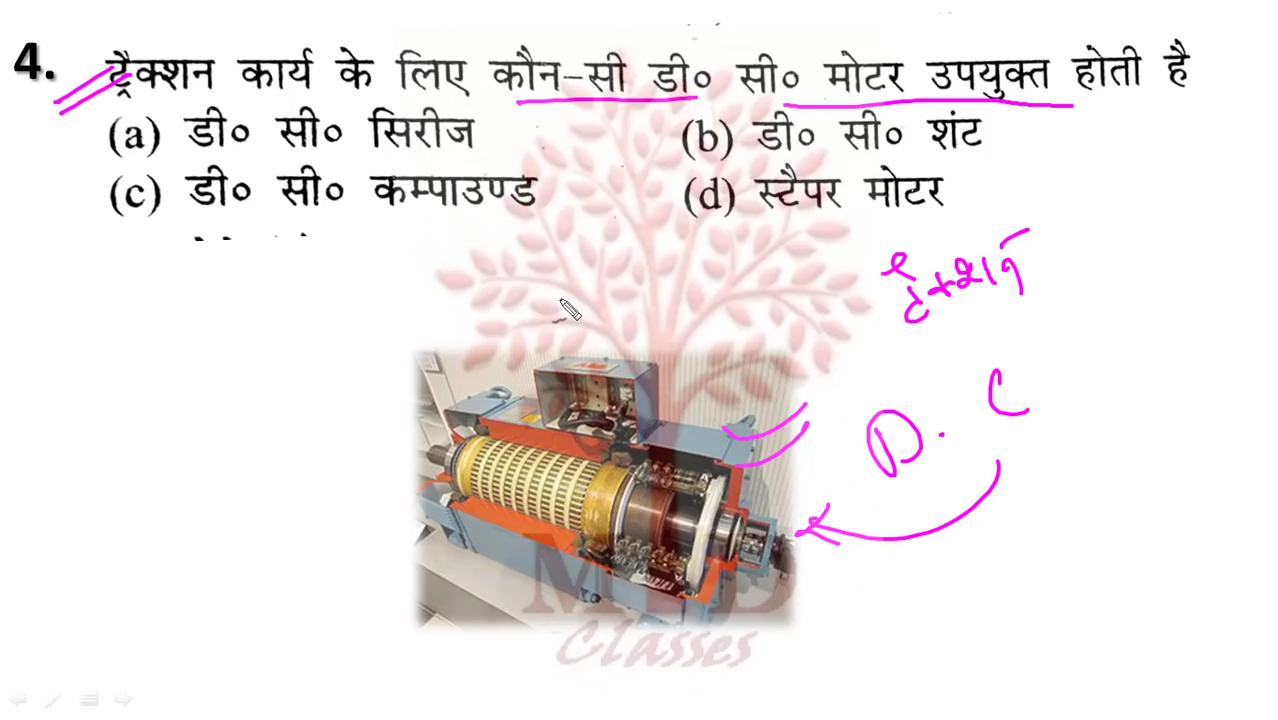 4. ट्रैक्शन कार्य के लिए कौन-सी डी० सी० मोटर उपयुक्त होती है
(a) डी० सी० सिरीज (b) डी० सी० शंट
(c) डी० सी० कम्पाउण्ड (d) स्टैपर मोटर
D. C
Classes